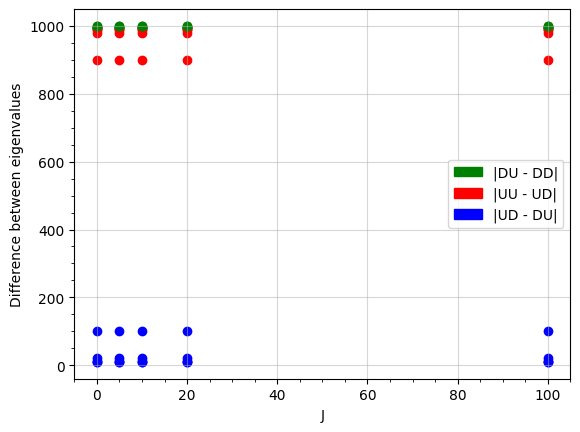 1000
800
600
400
200
0
Difference between eigenvalues
|DU - DD|
|UU - UD|
|UD - DU|
0 20 40 60 80 100
J